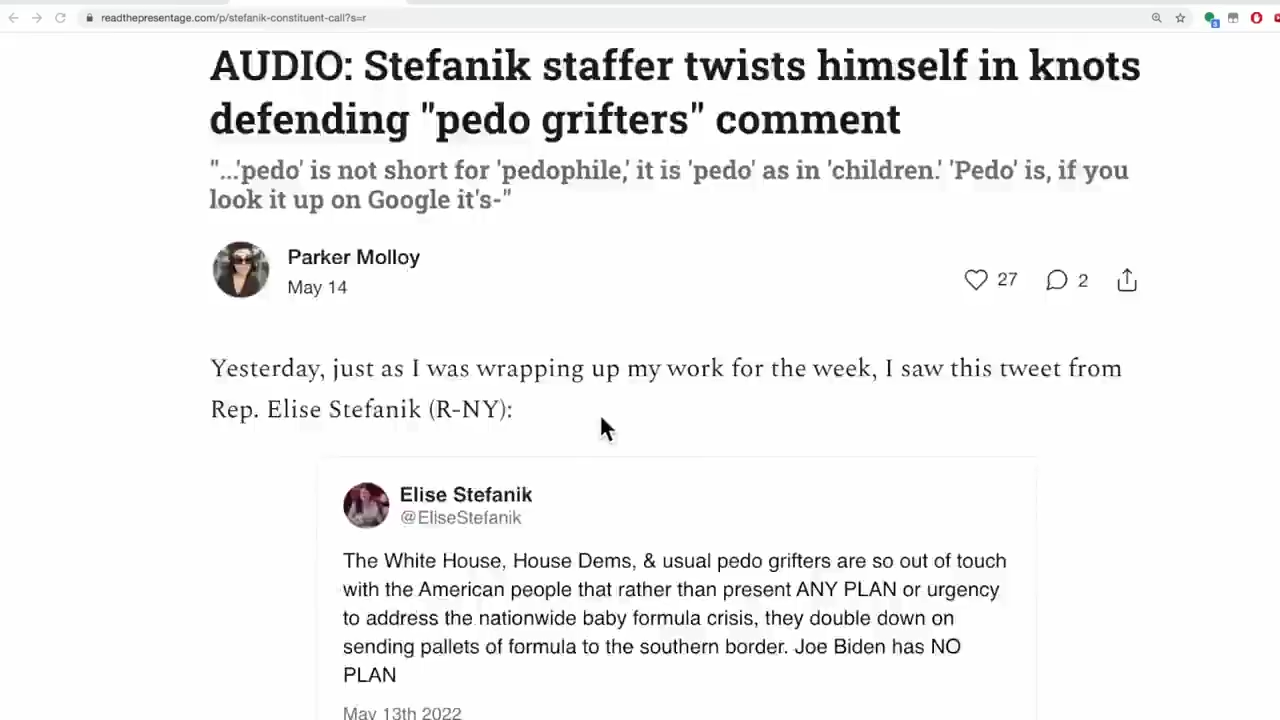 readthepresentage.com/p/stefanik-constituent-call?s=r
AUDIO: Stefanik staffer twists himself in knots
defending "pedo grifters" comment
"...'pedo' is not short for 'pedophile,' it is 'pedo' as in 'children.' 'Pedo' is, if you
look it up on Google it's-"
Parker Molloy
May 14
27
2
Yesterday, just as I was wrapping up my work for the week, I saw this tweet from
Rep. Elise Stefanik (R-NY):
Elise Stefanik
@EliseStefanik
The White House, House Dems, & usual pedo grifters are so out of touch
with the American people that rather than present ANY PLAN or urgency
to address the nationwide baby formula crisis, they double down on
sending pallets of formula to the southern border. Joe Biden has NO
PLAN
May 13th 2022